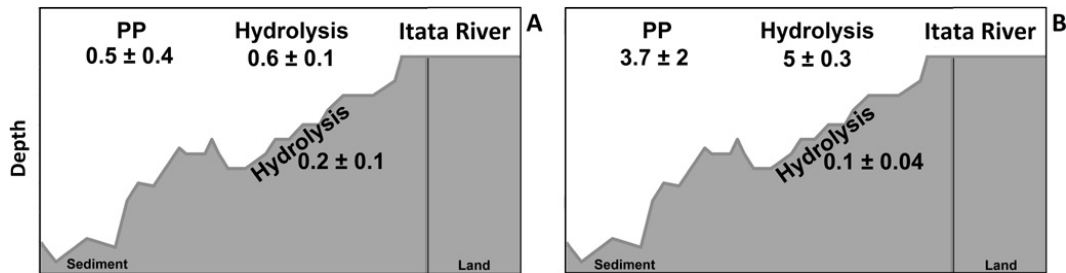 PP Hydrolysis Itata River A
0.5 ± 0.4 0.6 ± 0.1
Hydrolysis
0.2 ± 0.1
Depth
Sediment Land
PP Hydrolysis Itata River B
3.7 ± 2 5 ± 0.3
Hydrolysis
0.1 ± 0.04
Sediment Land